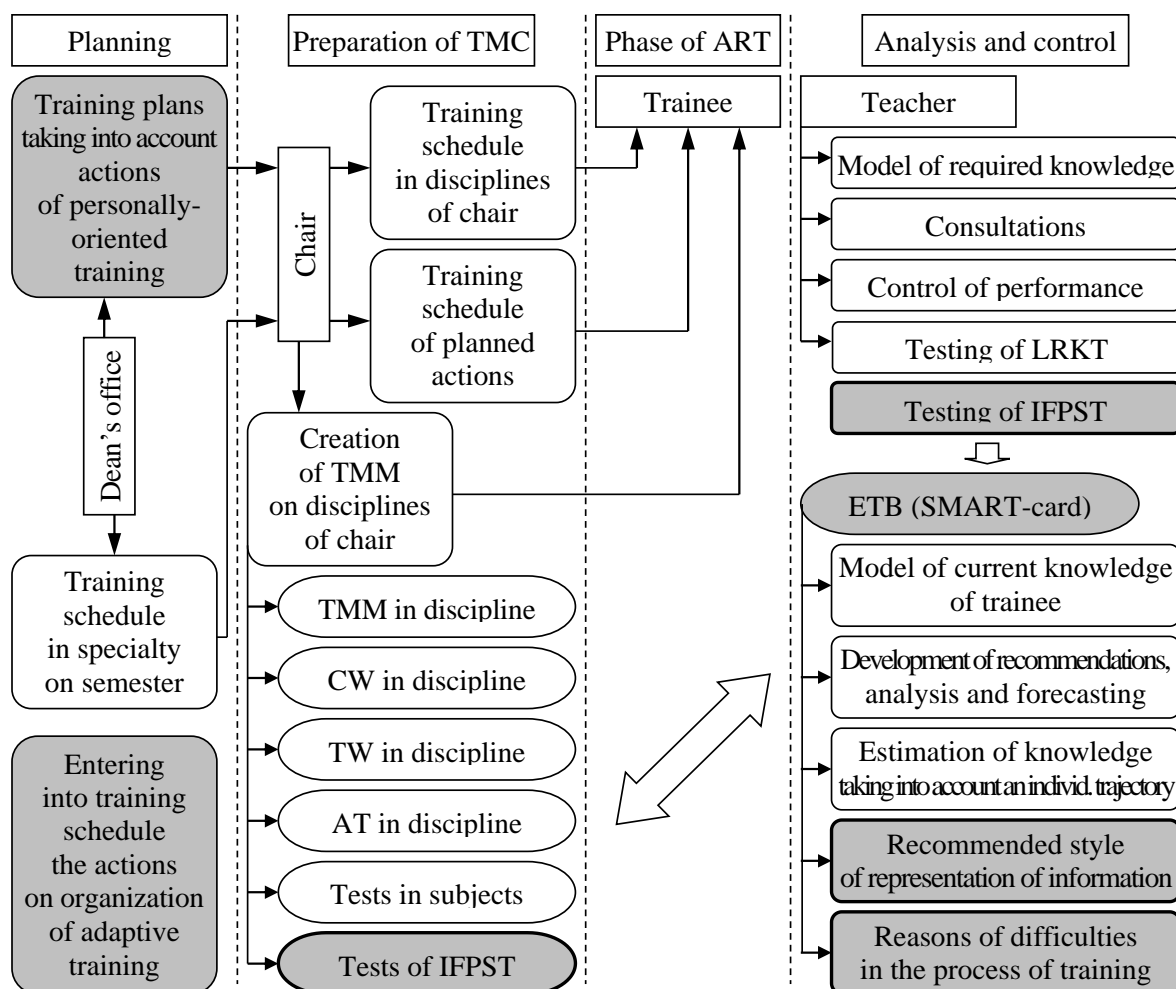 Planning
Training plans
taking into account
actions
of personally-
oriented
training
Dean's office
Training
schedule
in specialty
on semester
Entering
into training
schedule
the actions
on organization
of adaptive
training
Preparation of TMC
Chair
Training
schedule
in disciplines
of chair
Training
schedule
of planned
actions
Creation
of TMM
on disciplines
of chair
TMM in discipline
CW in discipline
TW in discipline
AT in discipline
Tests in subjects
Tests of IFPST
Phase of ART
Trainee
Analysis and control
Teacher
Model of required knowledge
Consultations
Control of performance
Testing of LRKT
Testing of IFPST
ETB (SMART-card)
Model of current knowledge
of trainee
Development of recommendations,
analysis and forecasting
Estimation of knowledge
taking into account an individ. trajectory
Recommended style
of representation of information
Reasons of difficulties
in the process of training